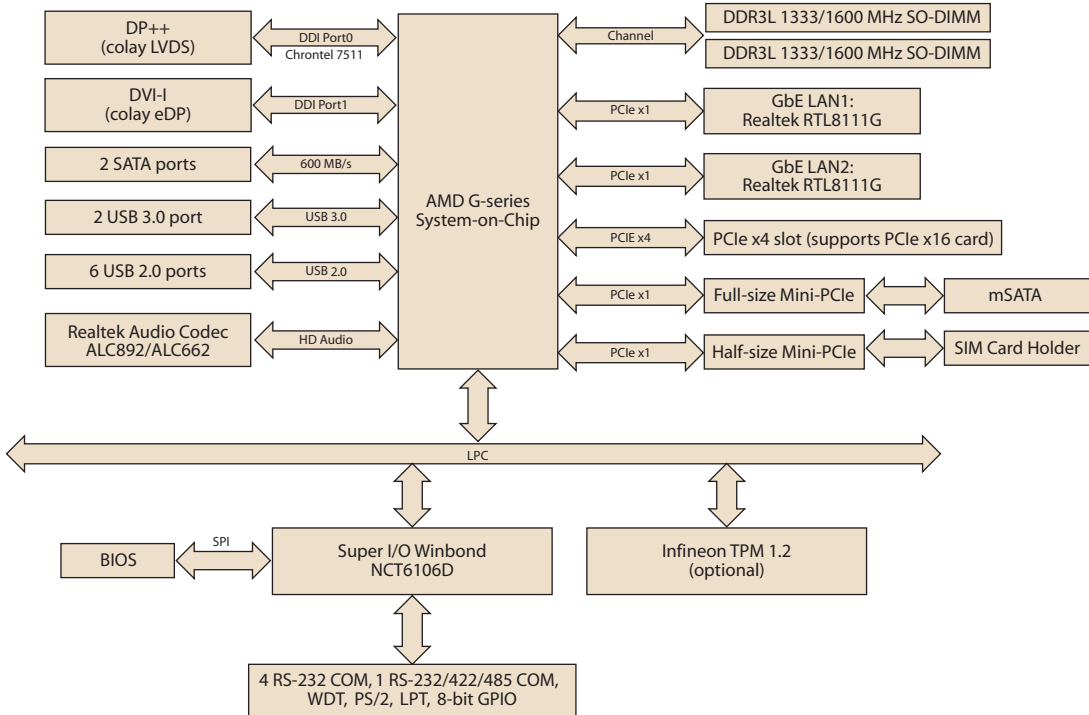 DP++
(colay LVDS)
DDI Port0
Chrontel 7511
DVI-I
(colay eDP)
DDI Port1
2 SATA ports
600 MB/s
2 USB 3.0 port
USB 3.0
6 USB 2.0 ports
USB 2.0
Realtek Audio Codec
ALC892/ALC662
HD Audio
AMD G-series
System-on-Chip
Channel
DDR3L 1333/1600 MHz SO-DIMM
DDR3L 1333/1600 MHz SO-DIMM
PCIe x1
GbE LAN1:
Realtek RTL8111G
PCIe x1
GbE LAN2:
Realtek RTL8111G
PCIE x4
PCIe x4 slot (supports PCIe x16 card)
PCIe x1
Full-size Mini-PCIe
mSATA
PCIe x1
Half-size Mini-PCIe
SIM Card Holder
LPC
BIOS
SPI
Super I/O Winbond
NCT6106D
Infineon TPM 1.2
(optional)
4 RS-232 COM, 1 RS-232/422/485 COM,
WDT, PS/2, LPT, 8-bit GPIO